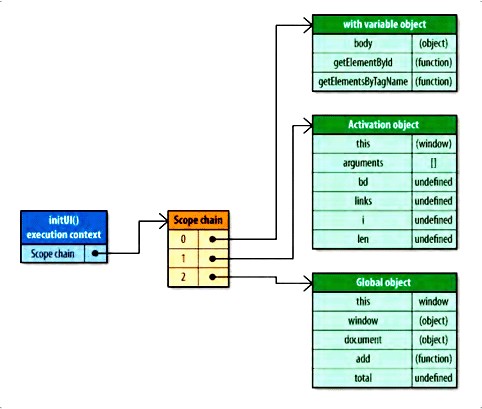 with variable object
body (object)
getElementById (function)
getElementsByTagName (function)
Activation object
this (window)
arguments []
bd undefined
links undefined
i undefined
len undefined
initUI()
execution context
Scope chain
Scope chain
0
1
2
Global object
this window
window (object)
document (object)
add (function)
total undefined